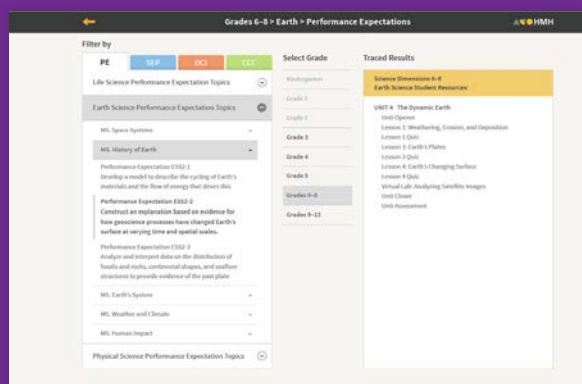 Grades 6–8 > Earth > Performance Expectations
HMH
Filter by
PE
SEP
DCI
CCC
Life Science Performance Expectation Topics
Earth Science Performance Expectation Topics
MS. Space Systems
MS. History of Earth
Performance Expectation ESS2-1
Develop a model to describe the cycling of Earth's
materials and the flow of energy that drives this
Performance Expectation ESS2-2
Construct an explanation based on evidence for
how geoscience processes have changed Earth's
surface at varying time and spatial scales.
Performance Expectation ESS2-3
Analyze and interpret data on the distribution of
fossils and rocks, continental shapes, and seafloor
structures to provide evidence of the past plate
MS. Earth's System
MS. Weather and Climate
MS. Human Impact
Physical Science Performance Expectation Topics
Select Grade
Kindergarten
Grade 1
Grade 2
Grade 3
Grade 4
Grade 5
Grades 6–8
Grades 9–12
Traced Results
Science Dimensions 6–8
Earth Science Student Resources:
UNIT 4 The Dynamic Earth
Unit Opener
Lesson 1: Weathering, Erosion, and Deposition
Lesson 1 Quiz
Lesson 3: Earth's Plates
Lesson 3 Quiz
Lesson 4: Earth's Changing Surface
Lesson 4 Quiz
Virtual Lab: Analyzing Satellite Images
Unit Closer
Unit Assessment